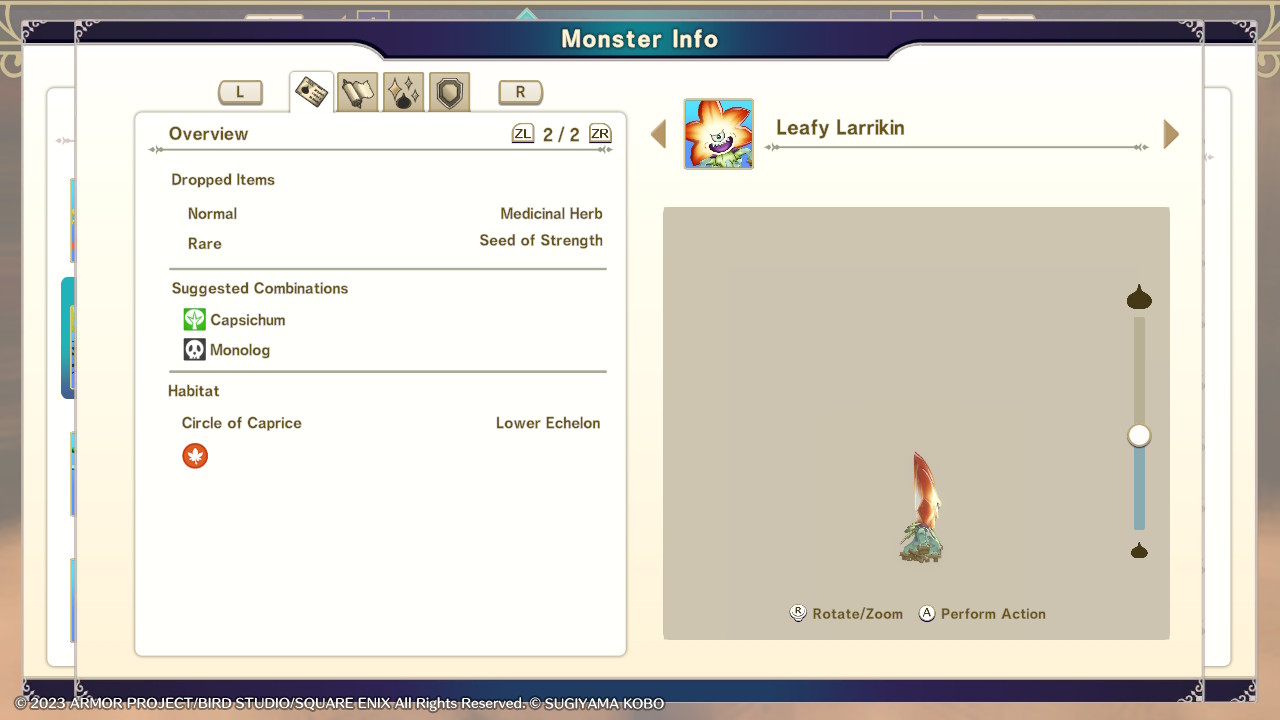 Monster Info
L
R
Overview
ZL 2 / 2 ZR
Leafy Larrikin
Dropped Items
Normal Medicinal Herb
Rare Seed of Strength
Suggested Combinations
Capsichum
Monolog
Habitat
Circle of Caprice Lower Echelon
R Rotate/Zoom A Perform Action
© 2023 ARMOR PROJECT/BIRD STUDIO/SQUARE ENIX All Rights Reserved. © SUGIYAMA KOBO